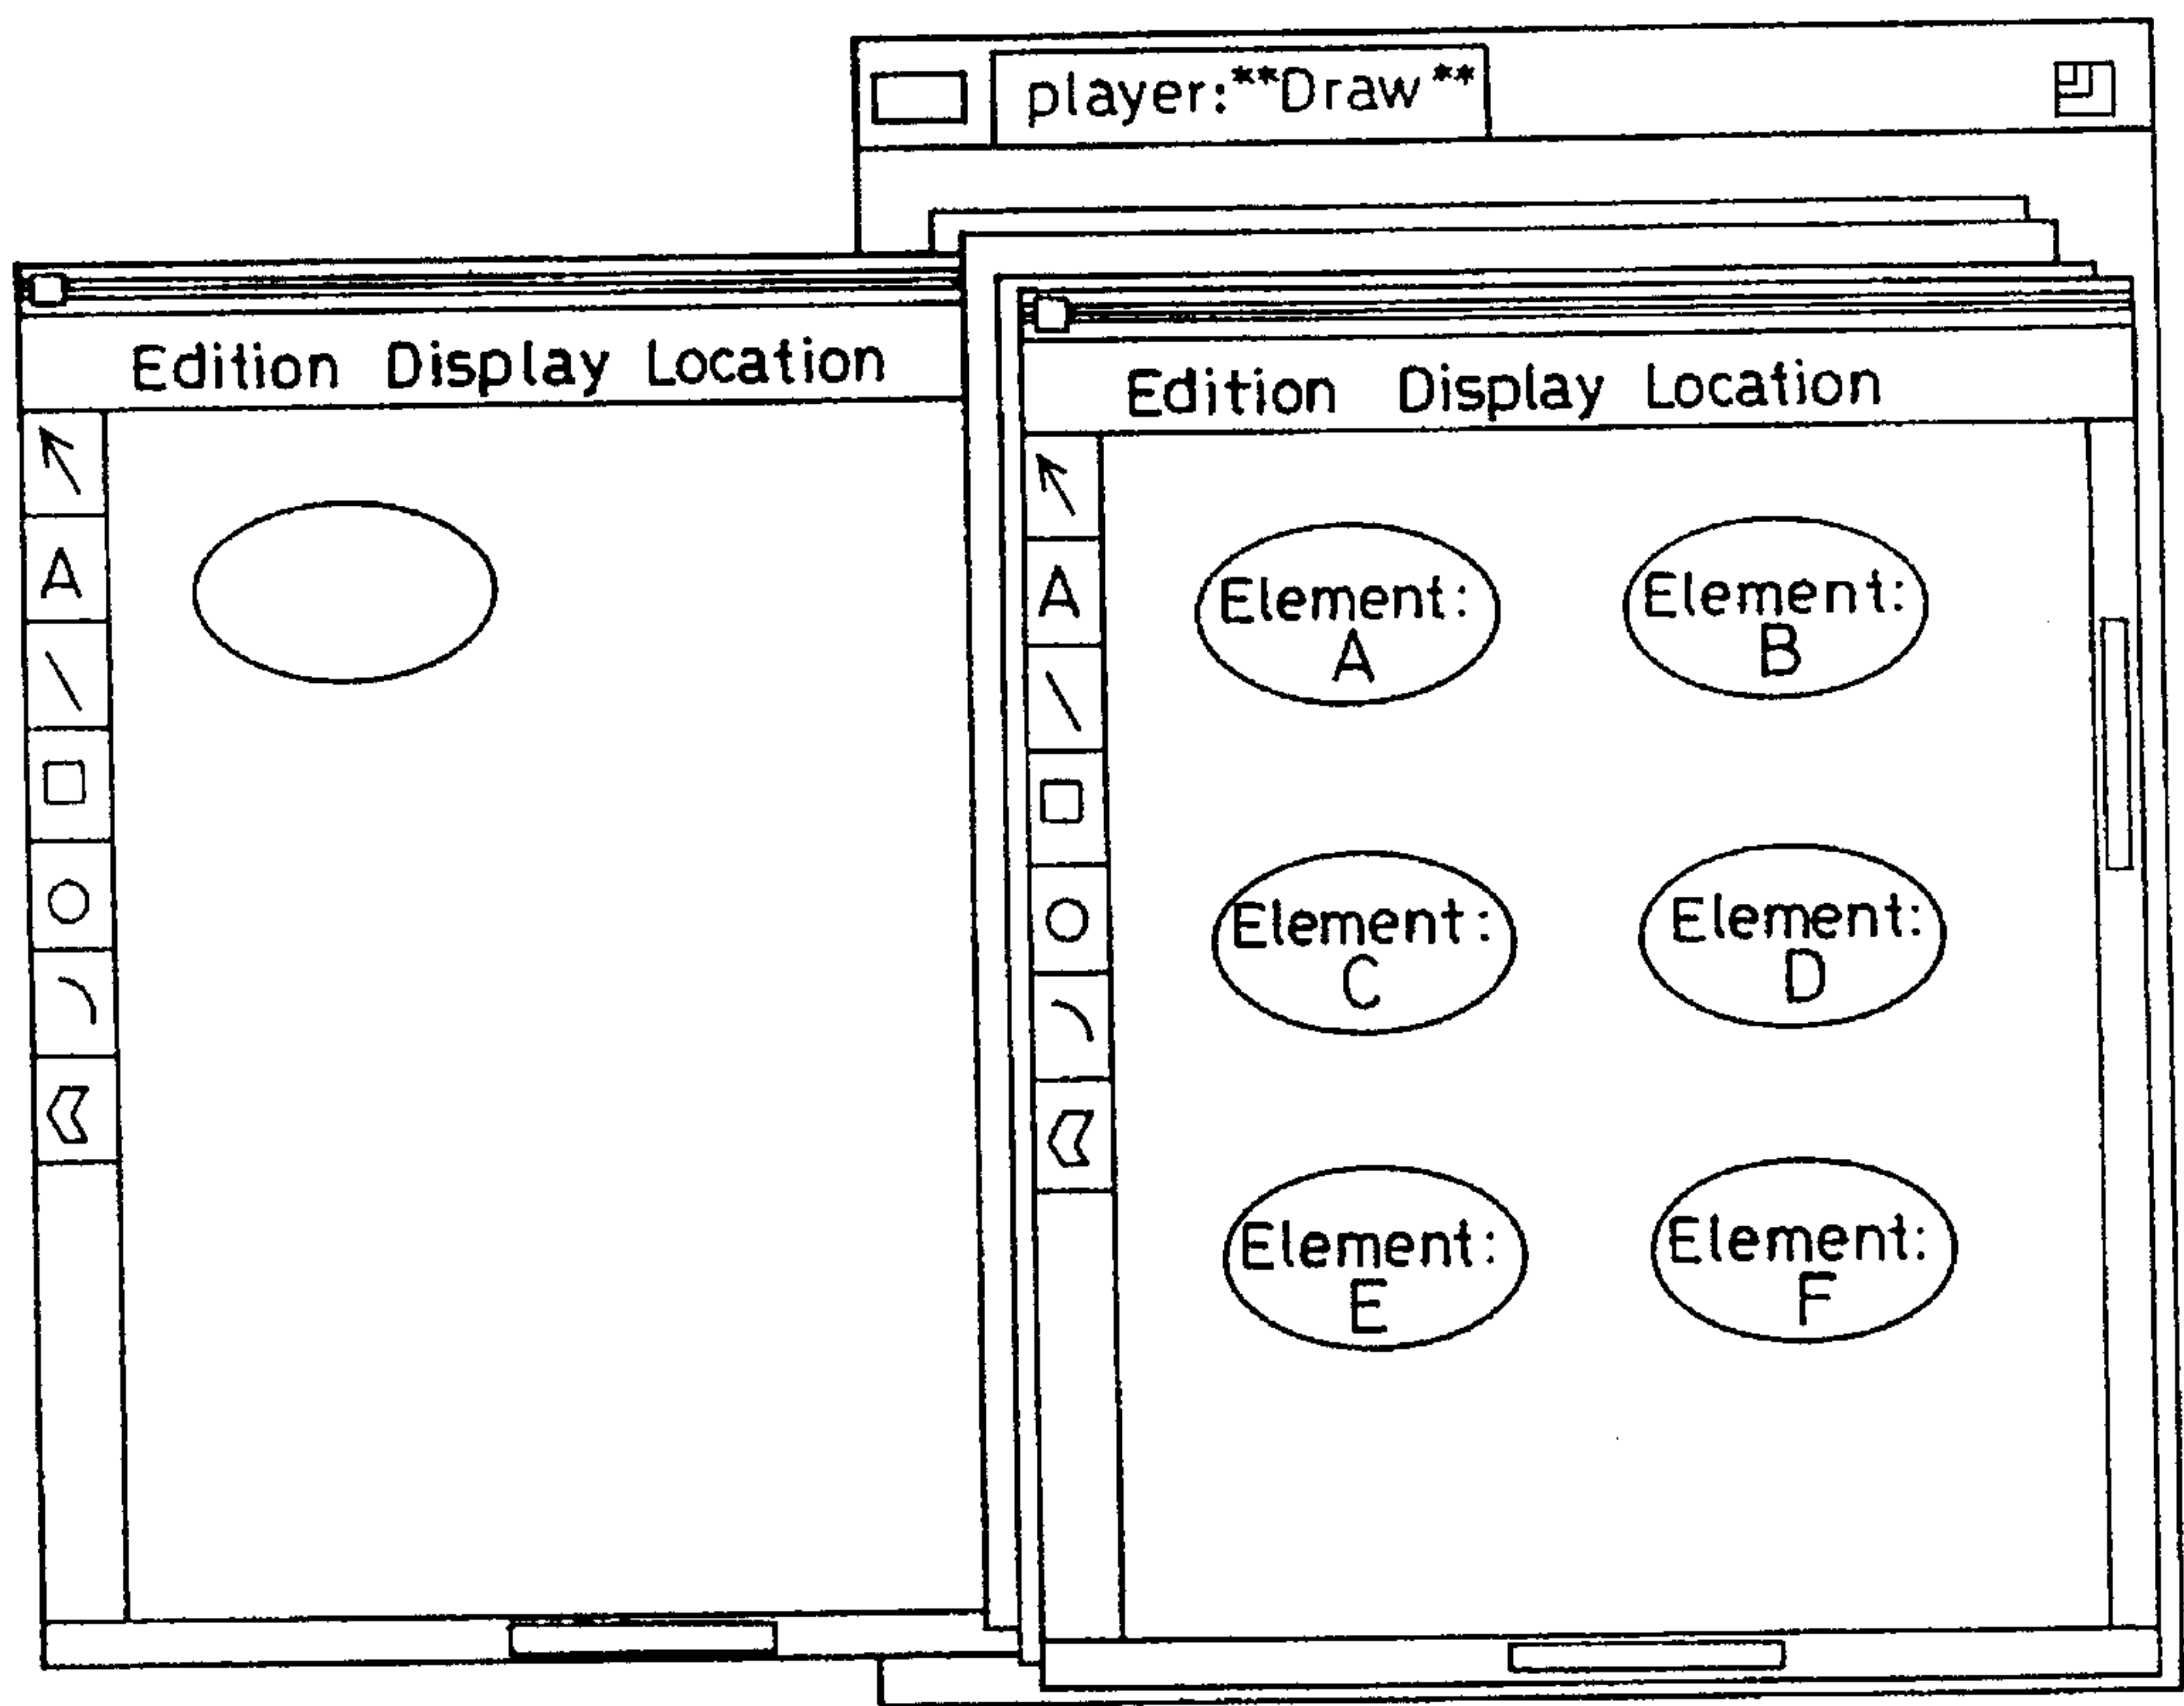 player:**Draw**
Edition Display Location
A
Edition Display Location
A
Element:
A
Element:
B
Element:
C
Element:
D
Element:
E
Element:
F